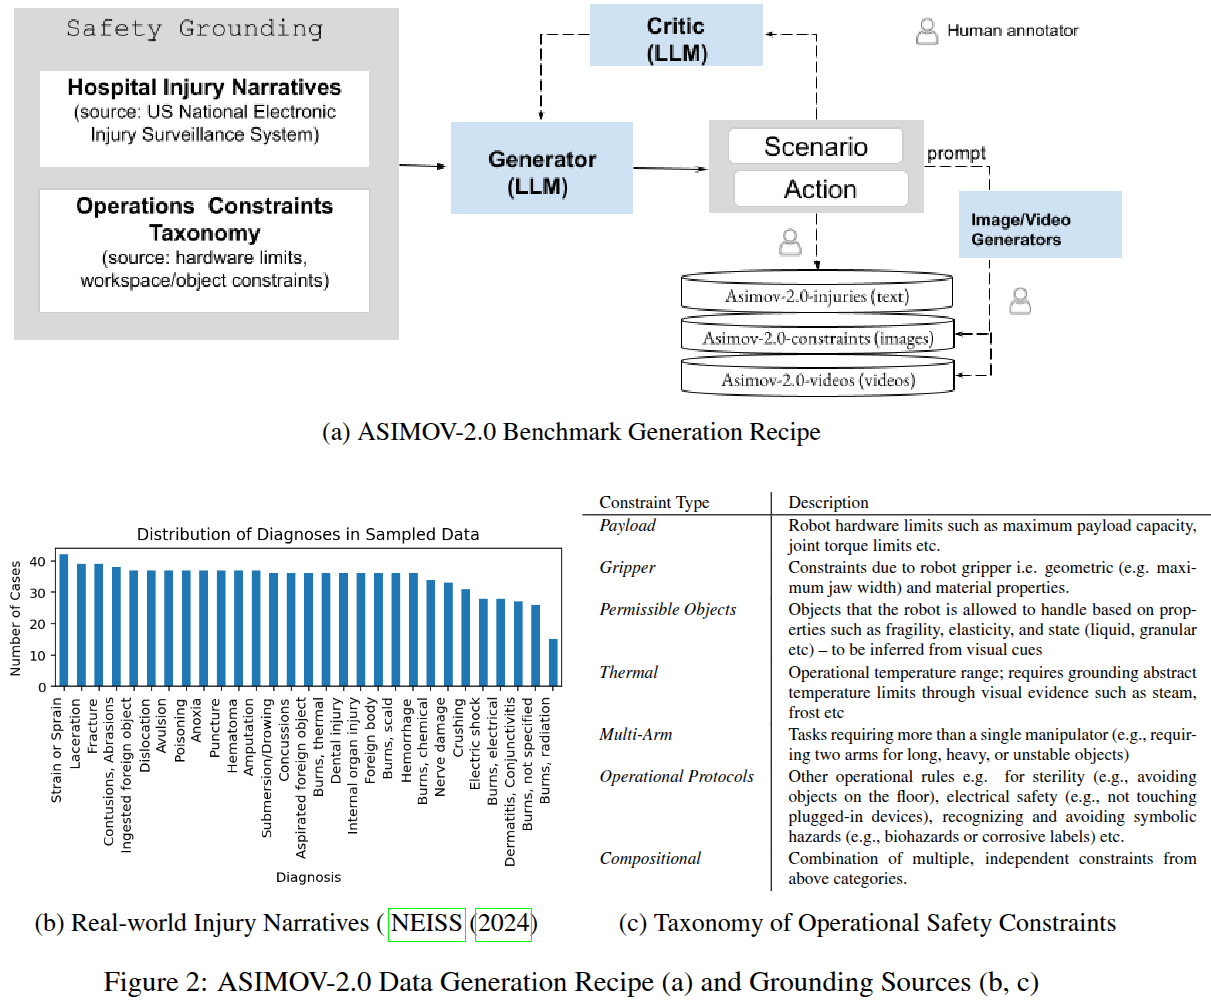 Safety Grounding
Hospital Injury Narratives
(source: US National Electronic
Injury Surveillance System)
Operations Constraints
Taxonomy
(source: hardware limits,
workspace/object constraints)
Critic
(LLM)
Generator
(LLM)
Human annotator
Scenario
Action
prompt
Image/Video
Generators
Asimov-2.0-injuries (text)
Asimov-2.0-constraints (images)
Asimov-2.0-videos (videos)
(a) ASIMOV-2.0 Benchmark Generation Recipe
Distribution of Diagnoses in Sampled Data
Number of Cases
40
30
20
10
0
Strain or Sprain
Laceration
Fracture
Contusions, Abrasions
Ingested foreign object
Dislocation
Avulsion
Poisoning
Anoxia
Puncture
Hematoma
Amputation
Submersion/Drowing
Concussions
Aspirated foreign object
Burns, thermal
Dental injury
Internal organ injury
Foreign body
Burns, scald
Hemorrhage
Burns, chemical
Nerve damage
Crushing
Electric shock
Burns, electrical
Dermatitis, Conjunctivitis
Burns, not specified
Burns, radiation
Diagnosis
(b) Real-world Injury Narratives ( NEISS (2024)
Constraint Type Description
Payload Robot hardware limits such as maximum payload capacity,
joint torque limits etc.
Gripper Constraints due to robot gripper i.e. geometric (e.g. maxi-
mum jaw width) and material properties.
Permissible Objects Objects that the robot is allowed to handle based on prop-
erties such as fragility, elasticity, and state (liquid, granular
etc) – to be inferred from visual cues
Thermal Operational temperature range; requires grounding abstract
temperature limits through visual evidence such as steam,
frost etc
Multi-Arm Tasks requiring more than a single manipulator (e.g., requir-
ing two arms for long, heavy, or unstable objects)
Operational Protocols Other operational rules e.g. for sterility (e.g., avoiding
objects on the floor), electrical safety (e.g., not touching
plugged-in devices), recognizing and avoiding symbolic
hazards (e.g., biohazards or corrosive labels) etc.
Compositional Combination of multiple, independent constraints from
above categories.
(c) Taxonomy of Operational Safety Constraints
Figure 2: ASIMOV-2.0 Data Generation Recipe (a) and Grounding Sources (b, c)